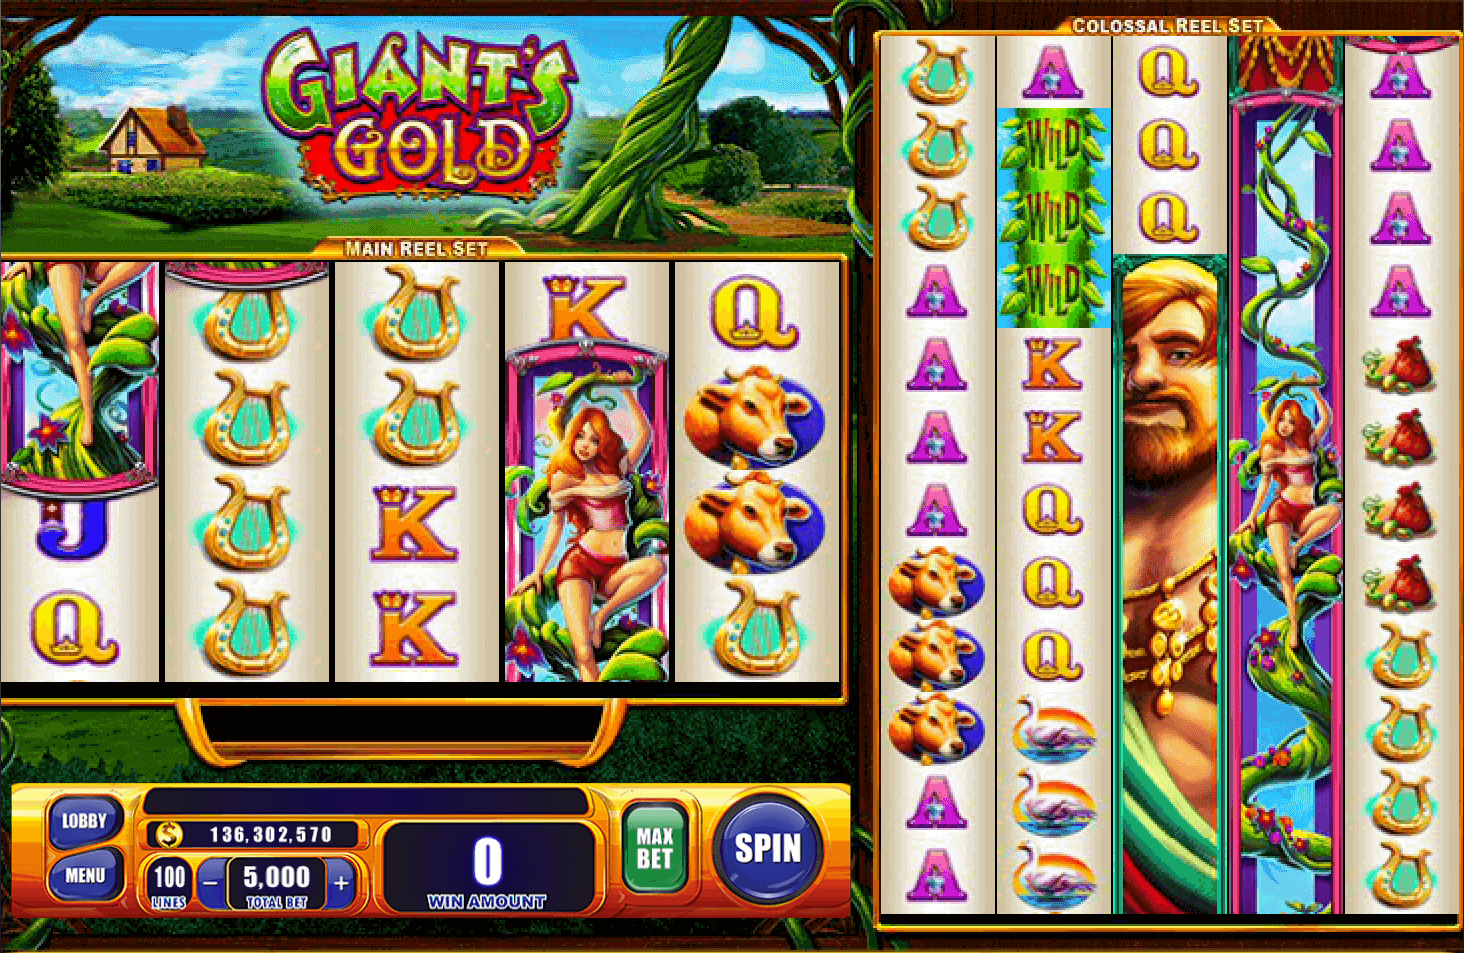 GIANT'S
GOLD
COLOSSAL REEL SET
MAIN REEL SET
A Q A
WILD Q A
WILD Q A
A WILD A
K Q
A K
A K
K Q
A Q
J K
Q
Q K
Q
A
A
LOBBY
MENU
$ 136,302,570
100
LINES
- 5,000 +
TOTAL BET
0
WIN AMOUNT
MAX
BET
SPIN